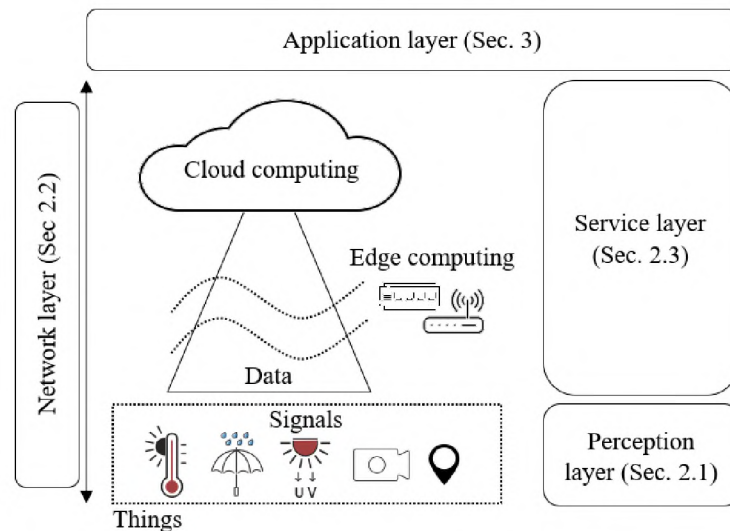 Application layer (Sec. 3)
Network layer (Sec 2.2)
Cloud computing
Service layer
(Sec. 2.3)
Edge computing
Data
Signals
U V
Perception
layer (Sec. 2.1)
Things